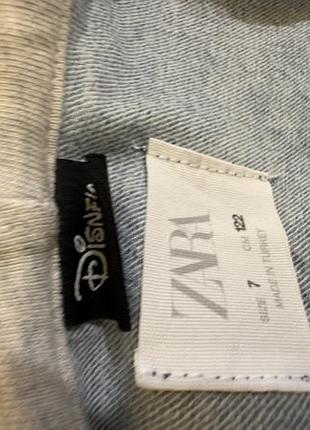 Disney
ZARA
SIZE 7 CM 122
MADE IN TURKEY